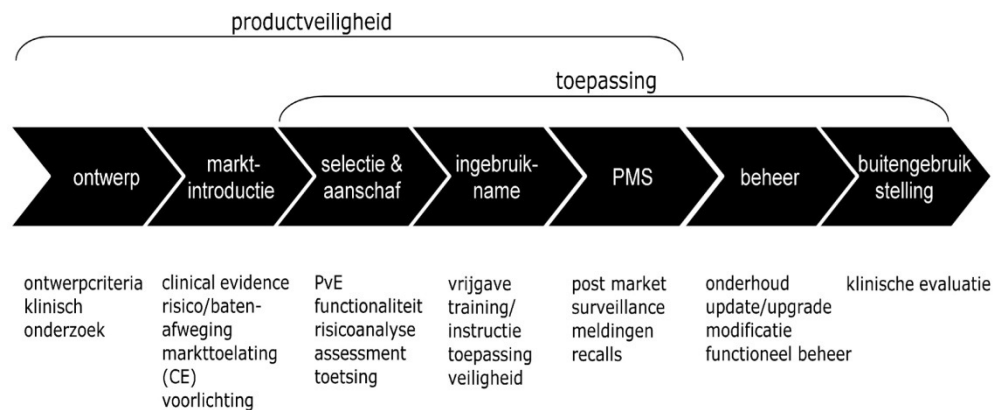 productveiligheid
toepassing
ontwerp
markt-
introductie
selectie &
aanschaf
ingebruik-
name
PMS
beheer
buitengebruik
stelling
ontwerpcriteria
klinisch
onderzoek
clinical evidence
risico/baten-
afweging
markttoelating
(CE)
voorlichting
PvE
functionaliteit
risicoanalyse
assessment
toetsing
vrijgave
training/
instructie
toepassing
veiligheid
post market
surveillance
meldingen
recalls
onderhoud
update/upgrade
modificatie
functioneel beheer
klinische evaluatie